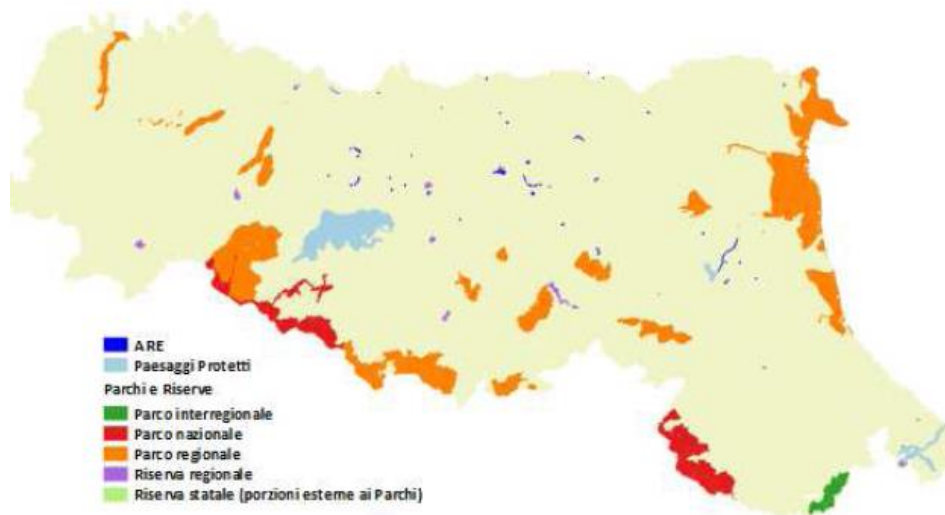 ARE
Paesaggi Protetti
Parchi e Riserve
Parco interregionale
Parco nazionale
Parco regionale
Riserva regionale
Riserva statale (porzioni esterne ai Parchi)